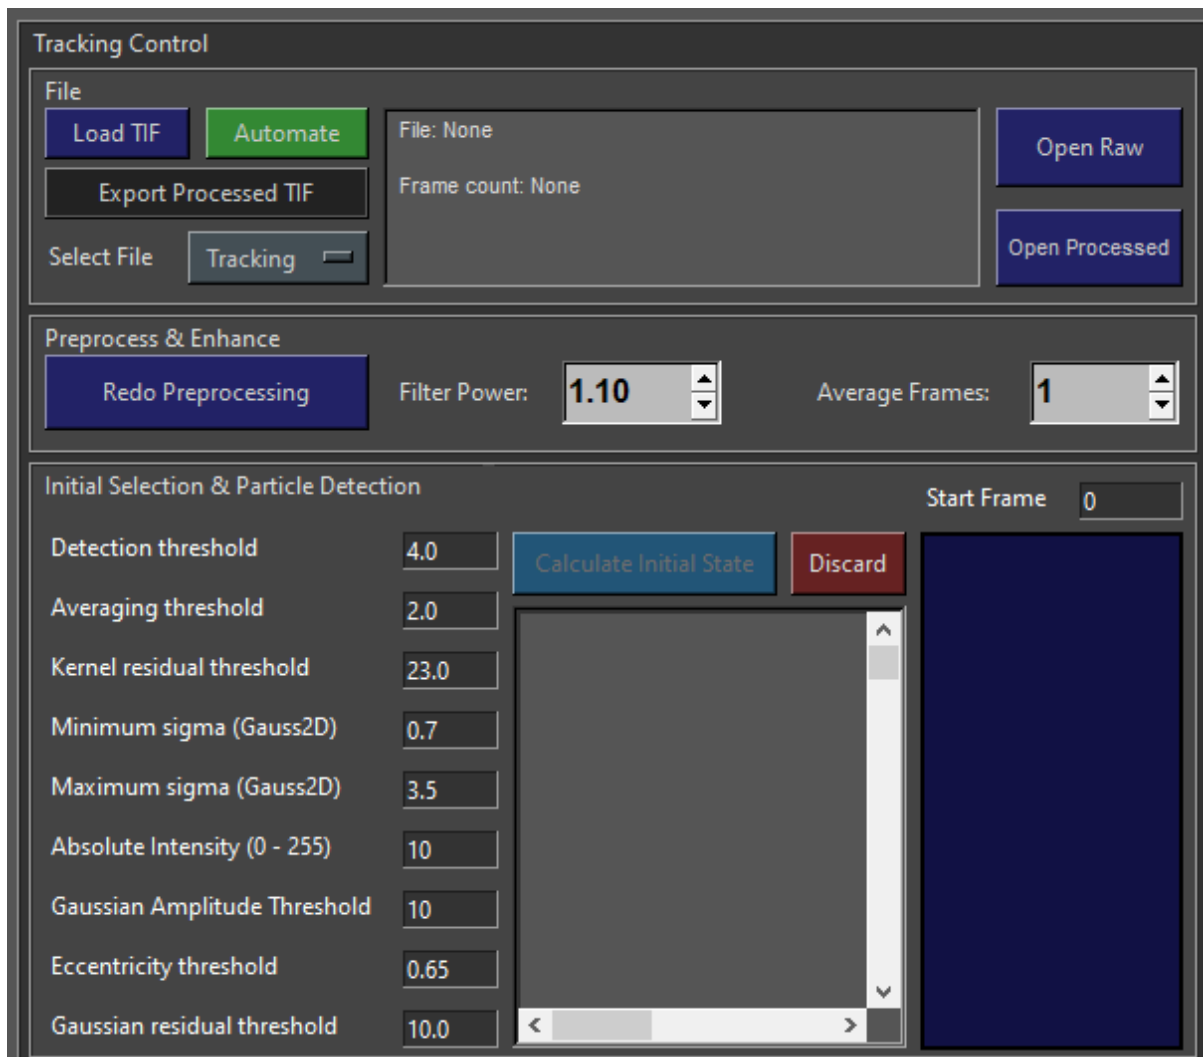 Tracking Control
File
Load TIF
Automate
Export Processed TIF
Select File
Tracking
File: None
Frame count: None
Open Raw
Open Processed
Preprocess & Enhance
Redo Preprocessing
Filter Power:
1.10
Average Frames:
1
Initial Selection & Particle Detection
Start Frame
0
Detection threshold
4.0
Averaging threshold
2.0
Kernel residual threshold
23.0
Minimum sigma (Gauss2D)
0.7
Maximum sigma (Gauss2D)
3.5
Absolute Intensity (0 - 255)
10
Gaussian Amplitude Threshold
10
Eccentricity threshold
0.65
Gaussian residual threshold
10.0
Calculate Initial State
Discard